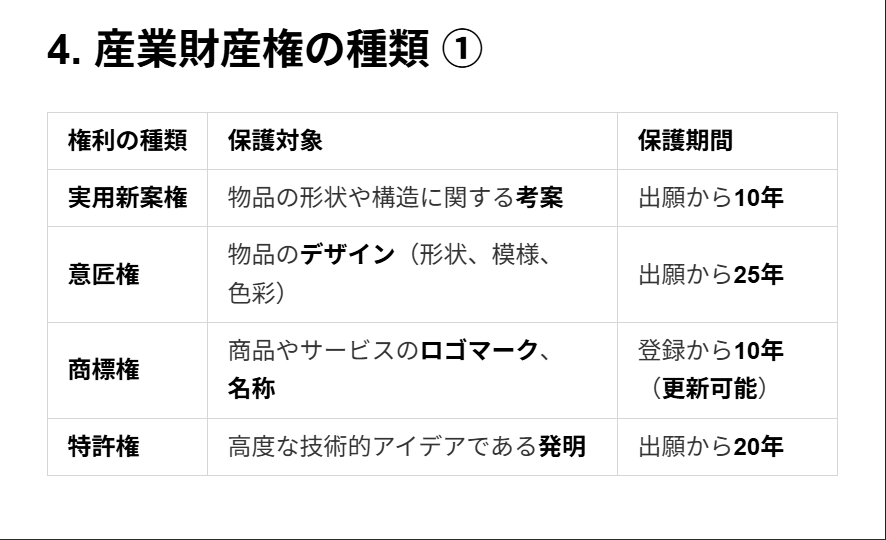 4. 産業財産権の種類 ①
権利の種類 保護対象 保護期間
実用新案権 物品の形状や構造に関する考案 出願から10年
意匠権 物品のデザイン（形状、模様、
色彩） 出願から25年
商標権 商品やサービスのロゴマーク、
名称 登録から10年
（更新可能）
特許権 高度な技術的アイデアである発明 出願から20年